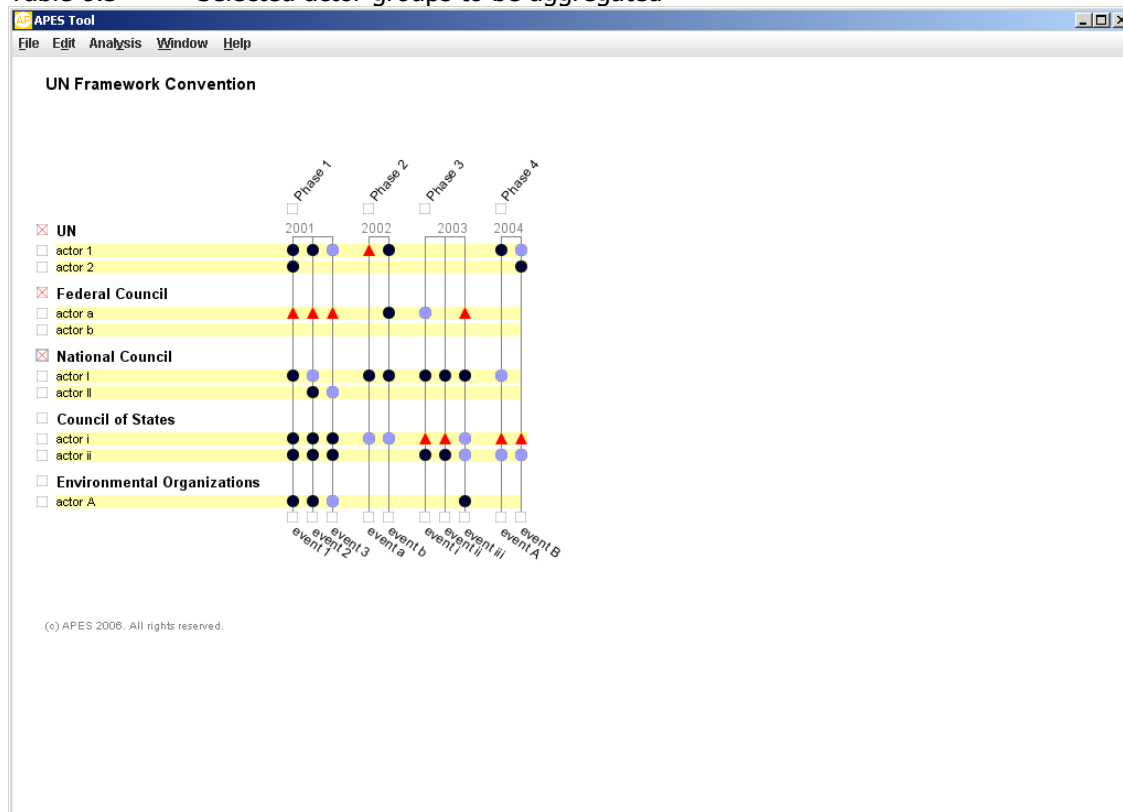 APES Tool
File Edit Analysis Window Help
UN Framework Convention
Phase 1 Phase 2 Phase 3 Phase 4
UN 2001 2002 2003 2004
actor 1
actor 2
Federal Council
actor a
actor b
National Council
actor I
actor II
Council of States
actor i
actor ii
Environmental Organizations
actor A
event 1 event 2 event 3 event a event b event i event ii event iii event A event B
(c) APES 2006. All rights reserved.